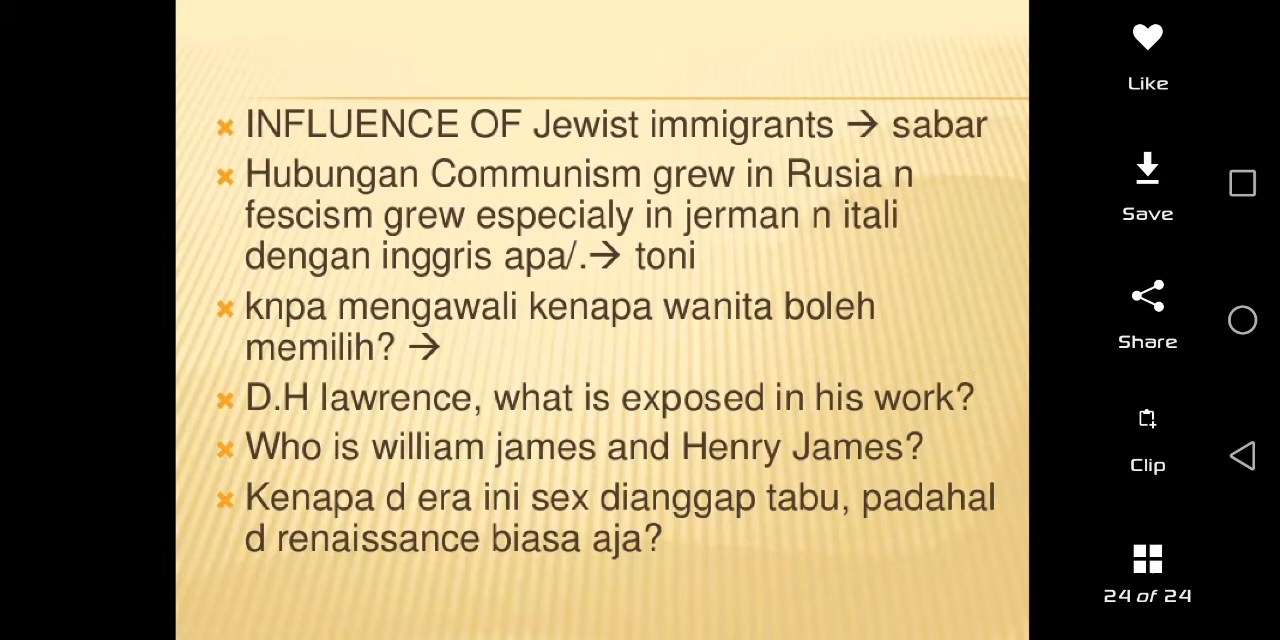 INFLUENCE OF Jewist immigrants → sabar
Hubungan Communism grew in Rusia n
fescism grew especialy in jerman n itali
dengan inggris apa/.→ toni
knpa mengawali kenapa wanita boleh
memilih? →
D.H lawrence, what is exposed in his work?
Who is william james and Henry James?
Kenapa d era ini sex dianggap tabu, padahal
d renaissance biasa aja?
Like
Save
Share
Clip
24 of 24